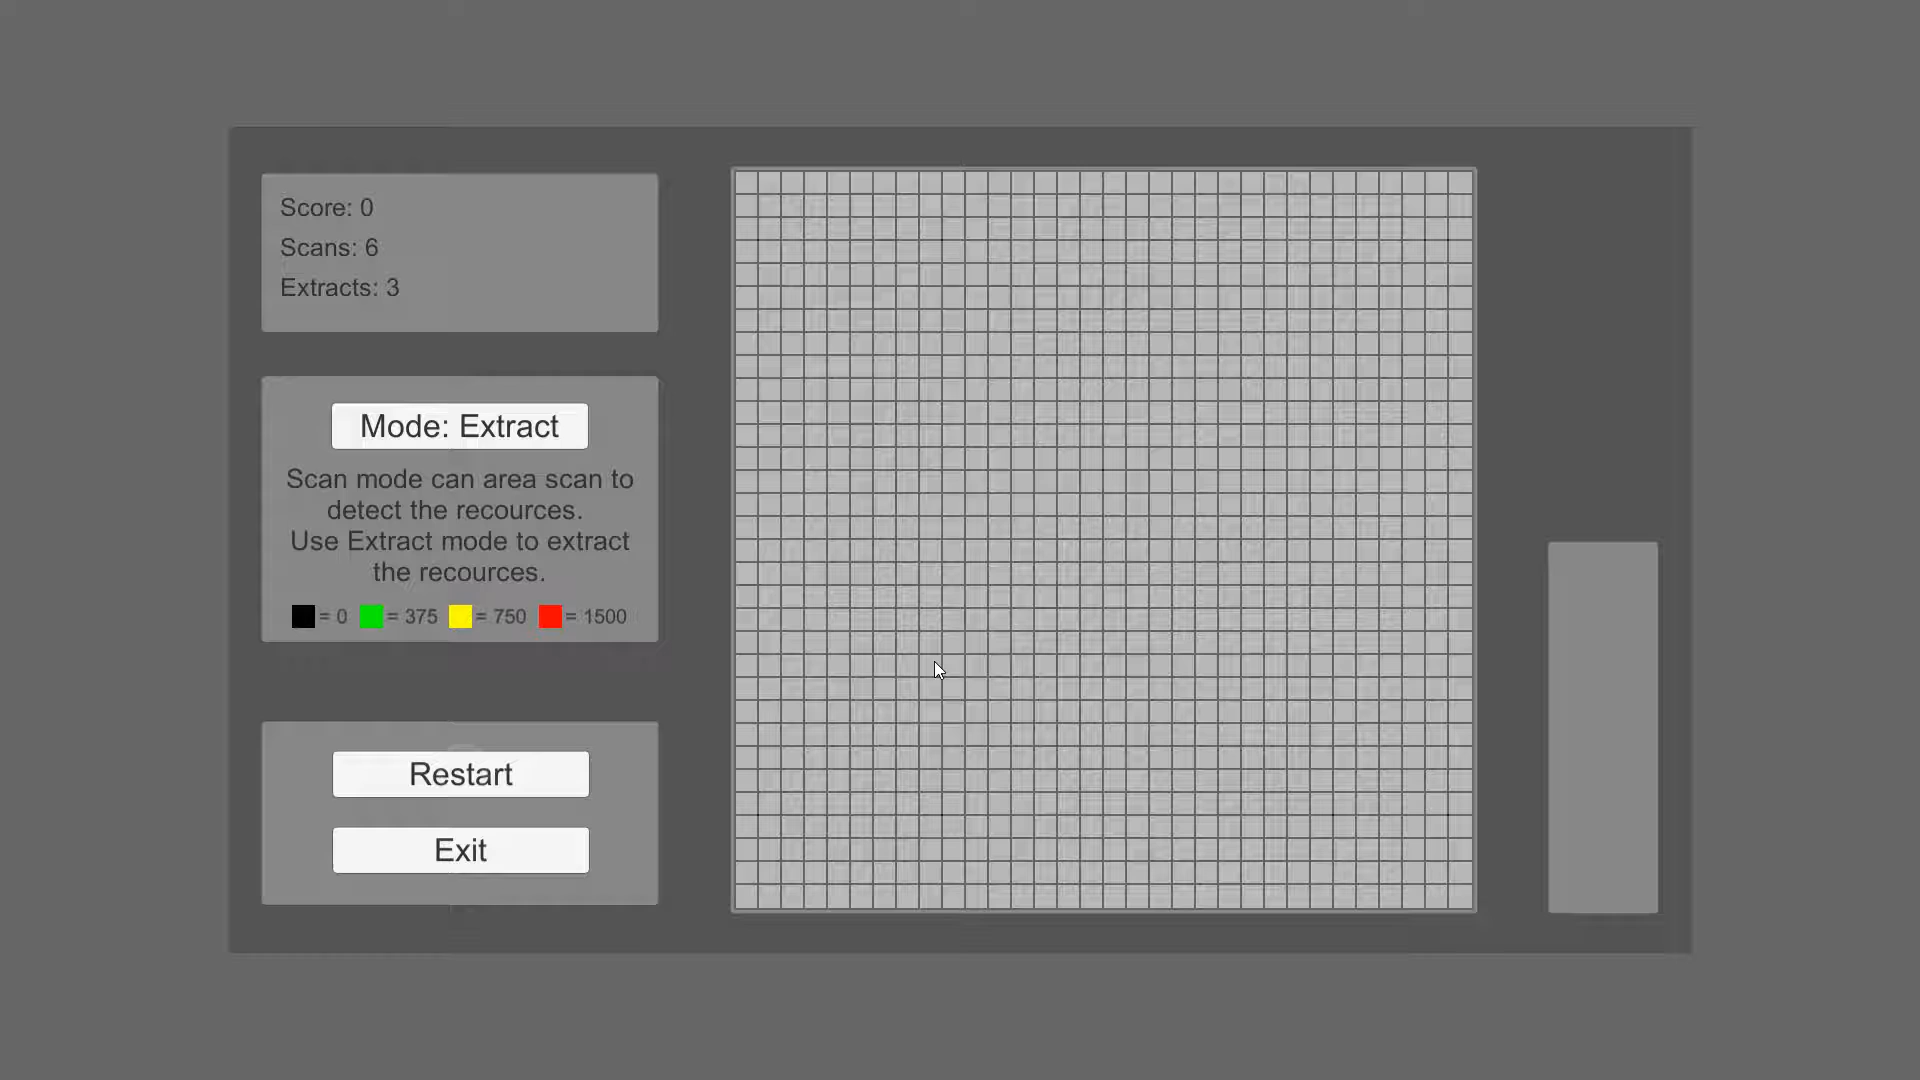 Score: 0
Scans: 6
Extracts: 3
Mode: Extract
Scan mode can area scan to
detect the recources.
Use Extract mode to extract
the recources.
= 0 = 375 = 750 = 1500
Restart
Exit